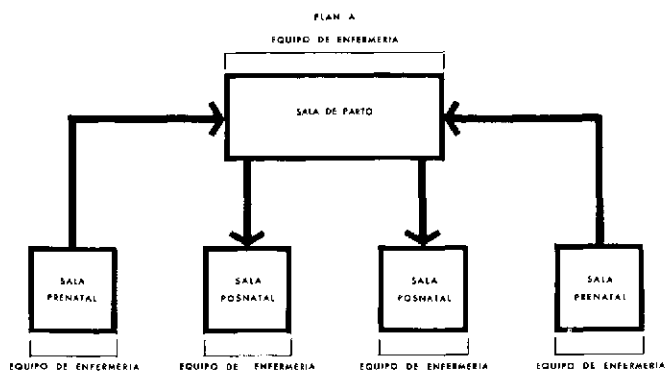 PLAN A
EQUIPO DE ENFERMERIA
SALA DE PARTO
SALA
PRENATAL
SALA
POSNATAL
SALA
POSNATAL
SALA
PRENATAL
EQUIPO DE ENFERMERIA
EQUIPO DE ENFERMERIA
EQUIPO DE ENFERMERIA
EQUIPO DE ENFERMERIA